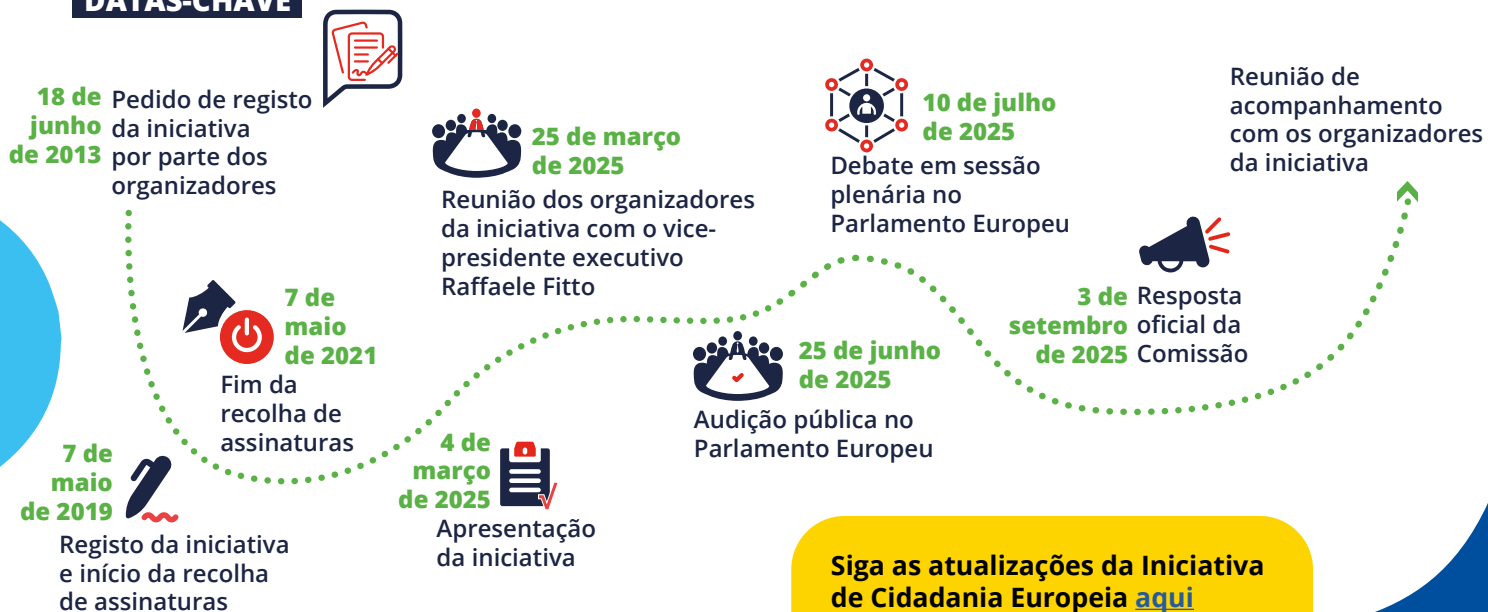 DATAS-CHAVE
18 de
junho
de 2013
Pedido de registo
da iniciativa
por parte dos
organizadores
7 de
maio
de 2019
Registo da iniciativa
e início da recolha
de assinaturas
7 de
maio
de 2021
Fim da
recolha de
assinaturas
4 de
março
de 2025
Apresentação
da iniciativa
25 de março
de 2025
Reunião dos organizadores
da iniciativa com o vice-
presidente executivo
Raffaele Fitto
25 de junho
de 2025
Audição pública no
Parlamento Europeu
10 de julho
de 2025
Debate em sessão
plenária no
Parlamento Europeu
3 de
setembro
de 2025
Resposta
oficial da
Comissão
Reunião de
acompanhamento
com os organizadores
da iniciativa
Siga as atualizações da Iniciativa
de Cidadania Europeia aqui